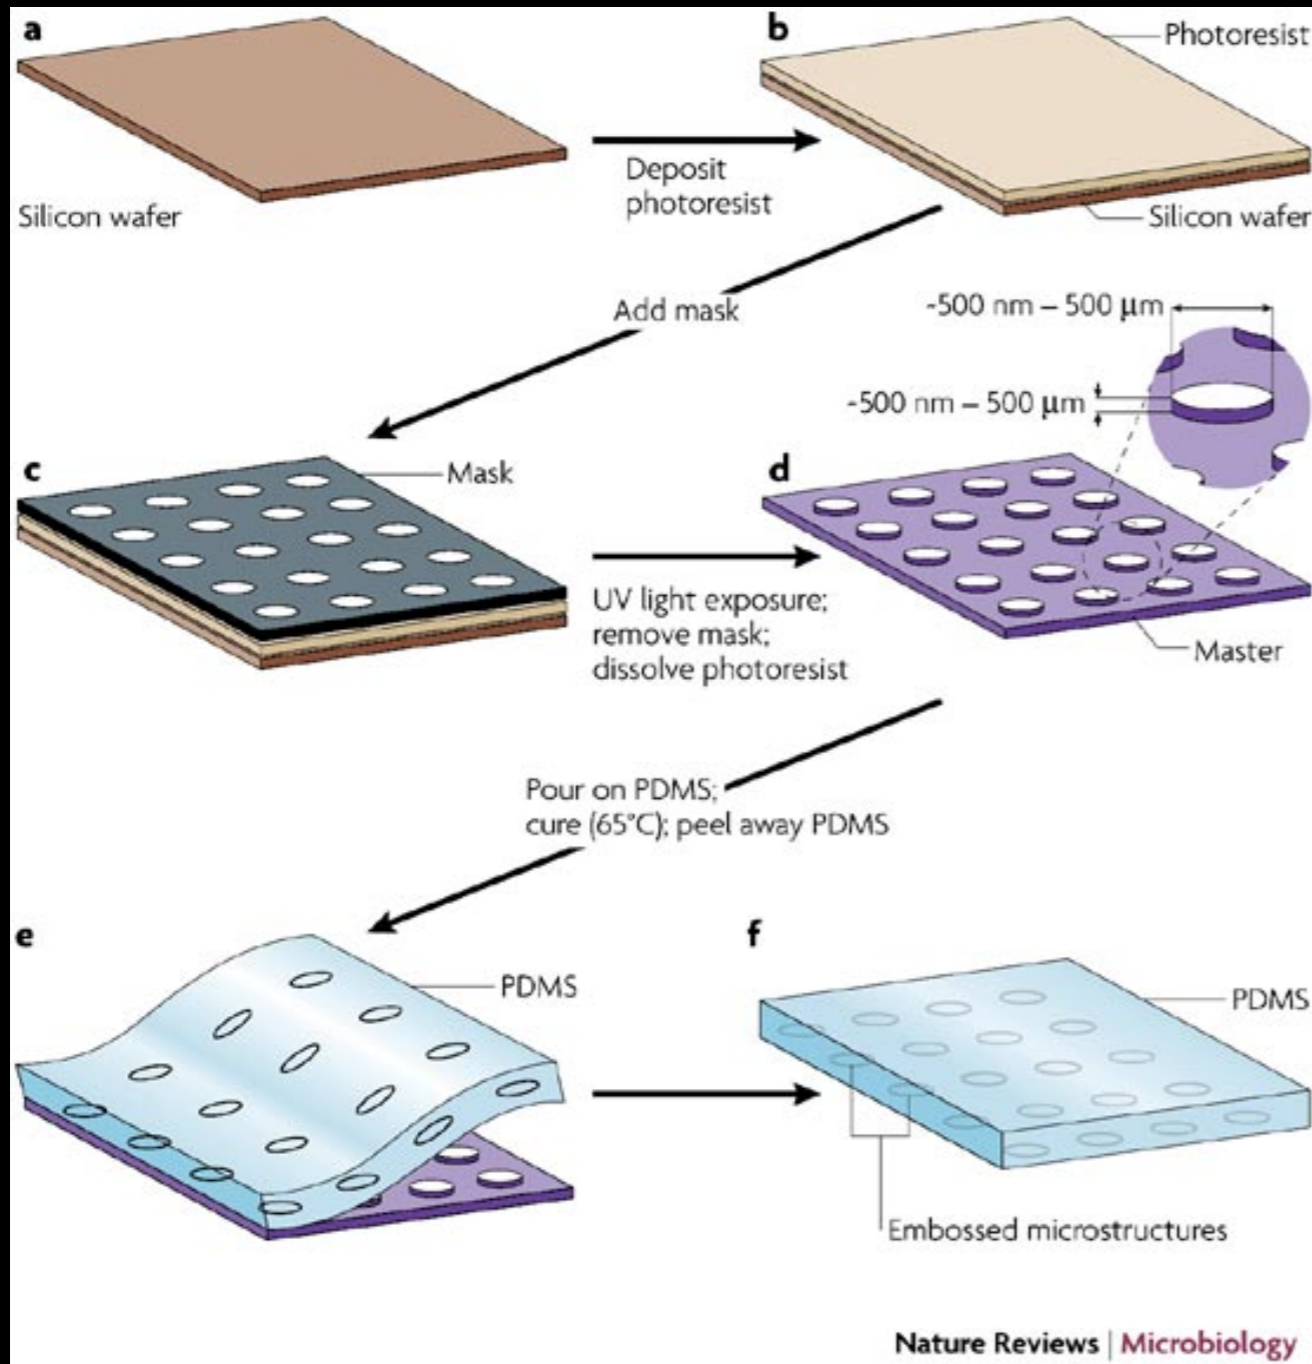 a
Silicon wafer
Deposit
photoresist
b
Photoresist
Silicon wafer
Add mask
c
Mask
UV light exposure;
remove mask;
dissolve photoresist
d
~500 nm – 500 µm
~500 nm – 500 µm
Master
Pour on PDMS;
cure (65°C); peel away PDMS
e
PDMS
f
PDMS
Embossed microstructures
Nature Reviews | Microbiology